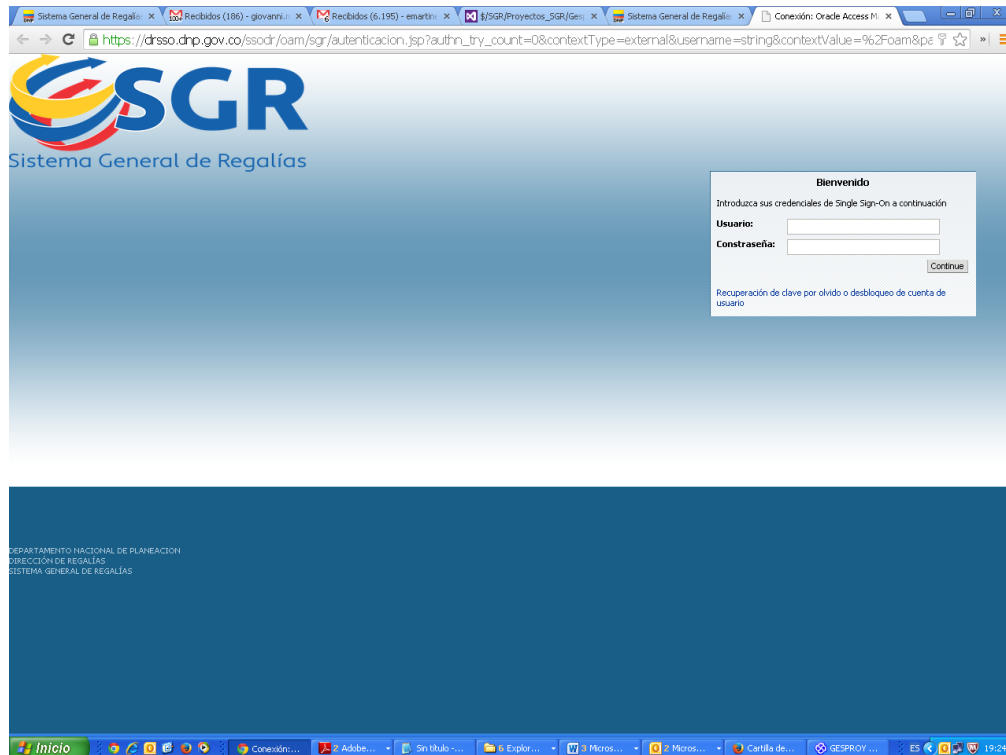 Sistema General de Regalía: Recibidos (186) - giovanni.n Recibidos (6.195) - emartine $/SGR/Proyectos_SGR/Gesp Sistema General de Regalía: Conexión: Oracle Access Ma
https://drsso.dnp.gov.co/ssodr/oam/sgr/autenticacion.jsp?authn_try_count=0&contextType=external&username=string&contextValue=%2Foam&pa
SGR
Sistema General de Regalías
Bienvenido
Introduzca sus credenciales de Single Sign-On a continuación
Usuario:
Constraseña:
Continue
Recuperación de clave por olvido o desbloqueo de cuenta de
usuario
DEPARTAMENTO NACIONAL DE PLANEACION
DIRECCIÓN DE REGALÍAS
SISTEMA GENERAL DE REGALÍAS
Inicio Conexión:... 2 Adobe... Sin título -... 6 Explor... 3 Micros... 2 Micros... Cartilla de... GESPROY ... ES 19:24